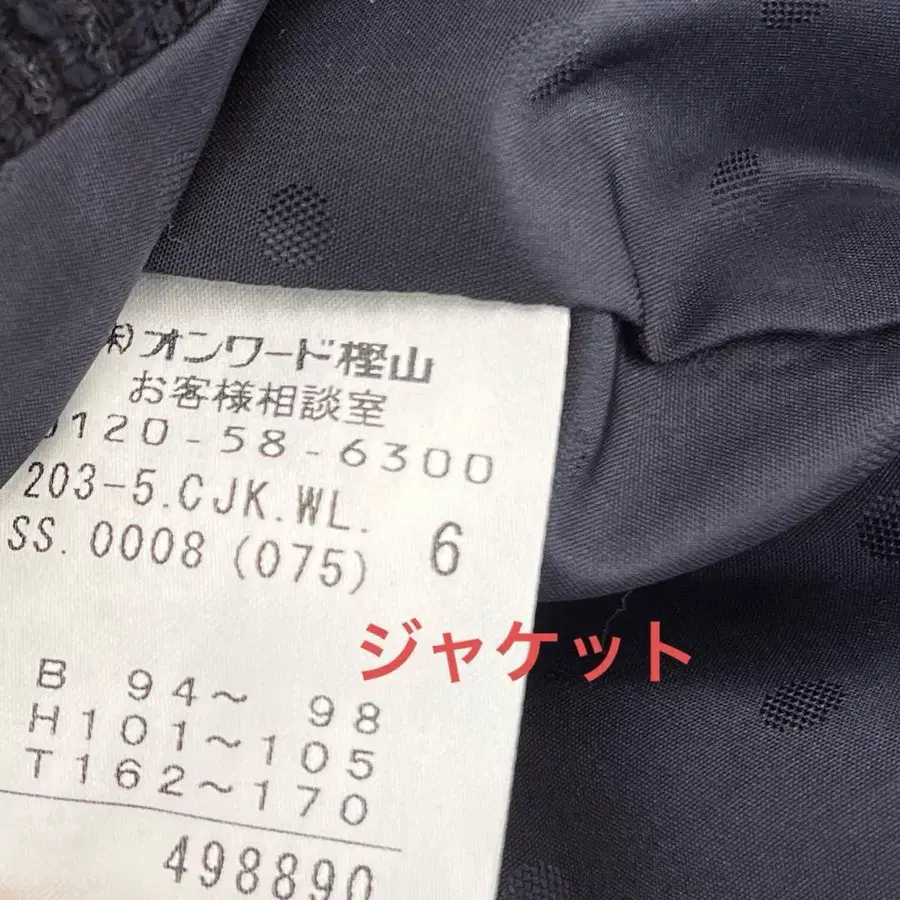 ㈱オンワード樫山
お客様相談室
0120-58-6300
203-5.CJK.WL.
SS.0008(075) 6
ジャケット
B 94～ 98
H101～105
T162～170
498890